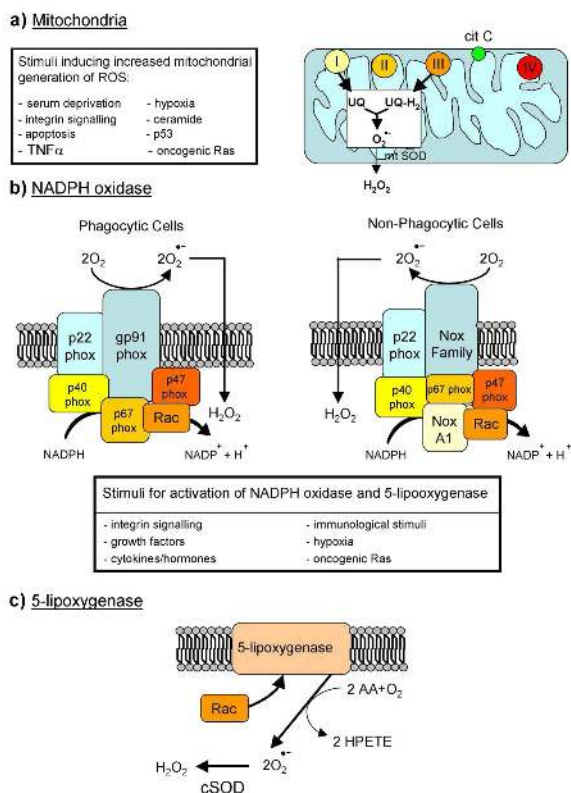 a) Mitochondria
Stimuli inducing increased mitochondrial
generation of ROS:
- serum deprivation - hypoxia
- integrin signalling - ceramide
- apoptosis - p53
- TNFα - oncogenic Ras
cit C
I II III IV
UQ UQ-H2
O2•-
mt SOD
H2O2
b) NADPH oxidase
Phagocytic Cells
2O2 2O2•-
p22
phox
gp91
phox
p40
phox
p47
phox
p67
phox
Rac
H2O2
NADPH
NADP+ + H+
Non-Phagocytic Cells
2O2•- 2O2
p22
phox
Nox
Family
p40
phox
p67 phox
p47
phox
Nox
A1
Rac
H2O2
NADPH
NADP+ + H+
Stimuli for activation of NADPH oxidase and 5-lipooxygenase
- integrin signalling - immunological stimuli
- growth factors - hypoxia
- cytokines/hormones - oncogenic Ras
c) 5-lipoxygenase
5-lipoxygenase
Rac
2 AA+O2
2 HPETE
H2O2 2O2•-
cSOD